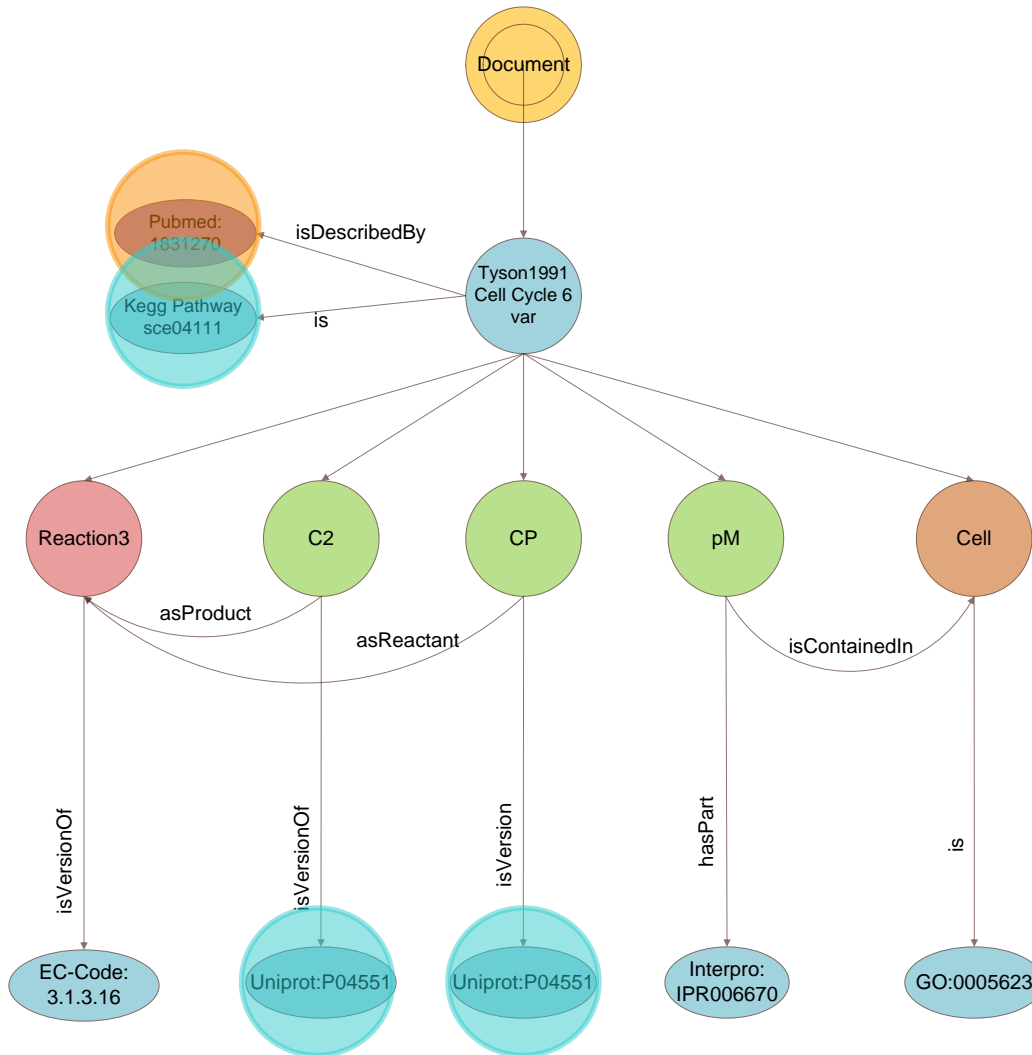 Document
Pubmed:
1831270
isDescribedBy
Tyson1991
Cell Cycle 6
var
Kegg Pathway
sce04111
is
Reaction3
C2
CP
pM
Cell
asProduct
asReactant
isContainedIn
isVersionOf
isVersionOf
isVersion
hasPart
is
EC-Code:
3.1.3.16
Uniprot:P04551
Uniprot:P04551
Interpro:
IPR006670
GO:0005623